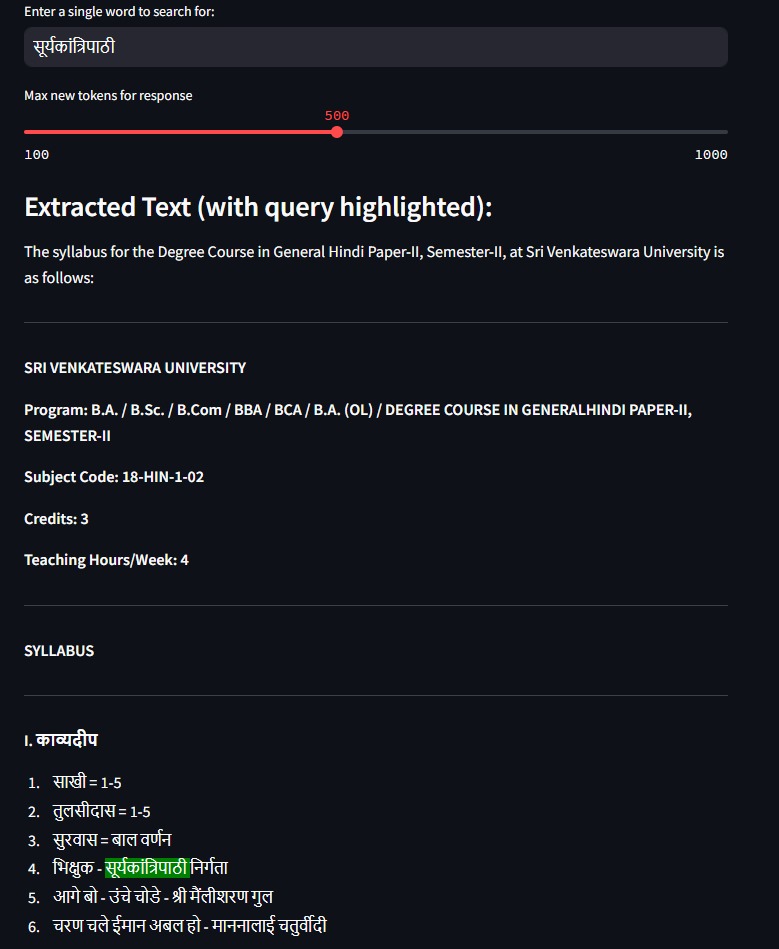 Enter a single word to search for:
सूर्यकांत्रिपाठी
Max new tokens for response
500
100 1000
Extracted Text (with query highlighted):
The syllabus for the Degree Course in General Hindi Paper-II, Semester-II, at Sri Venkateswara University is
as follows:
SRI VENKATESWARA UNIVERSITY
Program: B.A. / B.Sc. / B.Com / BBA / BCA / B.A. (OL) / DEGREE COURSE IN GENERALHINDI PAPER-II,
SEMESTER-II
Subject Code: 18-HIN-1-02
Credits: 3
Teaching Hours/Week: 4
SYLLABUS
I. काव्यदीप
1. साखी = 1-5
2. तुलसीदास = 1-5
3. सुरवास = बाल वर्णन
4. भिक्षुक - सूर्यकांत्रिपाठी निर्गता
5. आगे बो - उंचे चोडे - श्री मैंलीशरण गुल
6. चरण चले ईमान अबल हो - माननालाई चतुर्वीदी